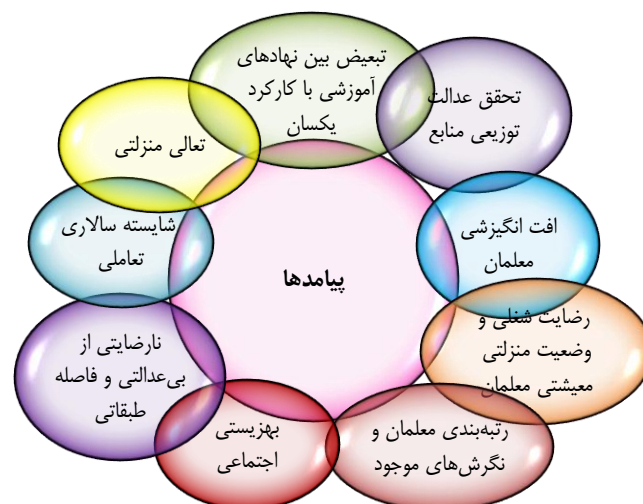 تبعیض بین نهادهای
آموزشی با کارکرد
یکسان
تحقق عدالت
توزیعی منابع
تعالی منزلتی
شایسته سالاری
تعاملی
افت انگیزشی
معلمان
پیامدها
رضایت شغلی و
وضعیت منزلتی
معیشتی معلمان
نارضایتی از
بی‌عدالتی و فاصله
طبقاتی
بهزیستی
اجتماعی
رتبه‌بندی معلمان و
نگرش‌های موجود